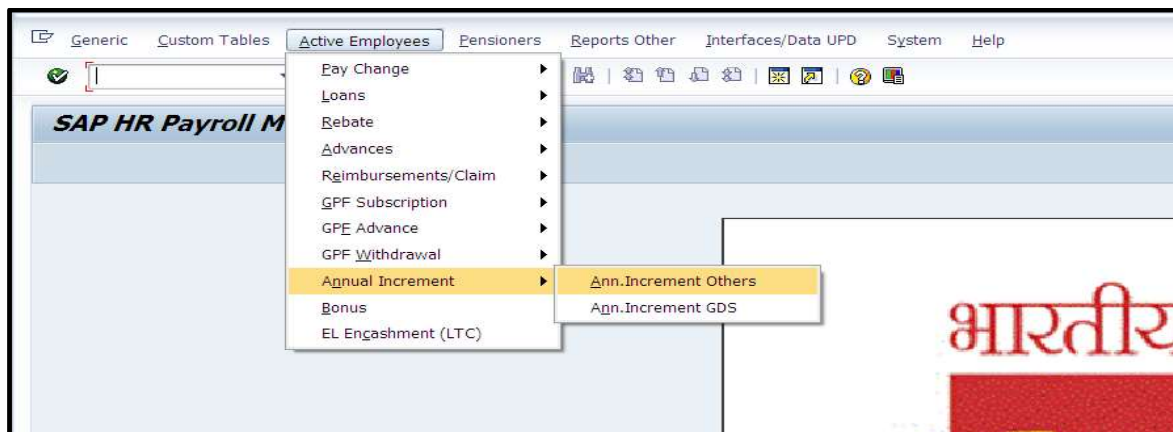 Generic Custom Tables Active Employees Pensioners Reports Other Interfaces/Data UPD System Help
SAP HR Payroll M
Pay Change
Loans
Rebate
Advances
Reimbursements/Claim
GPF Subscription
GPF Advance
GPF Withdrawal
Annual Increment
Bonus
EL Encashment (LTC)
Ann.Increment Others
Ann.Increment GDS
भारतीय